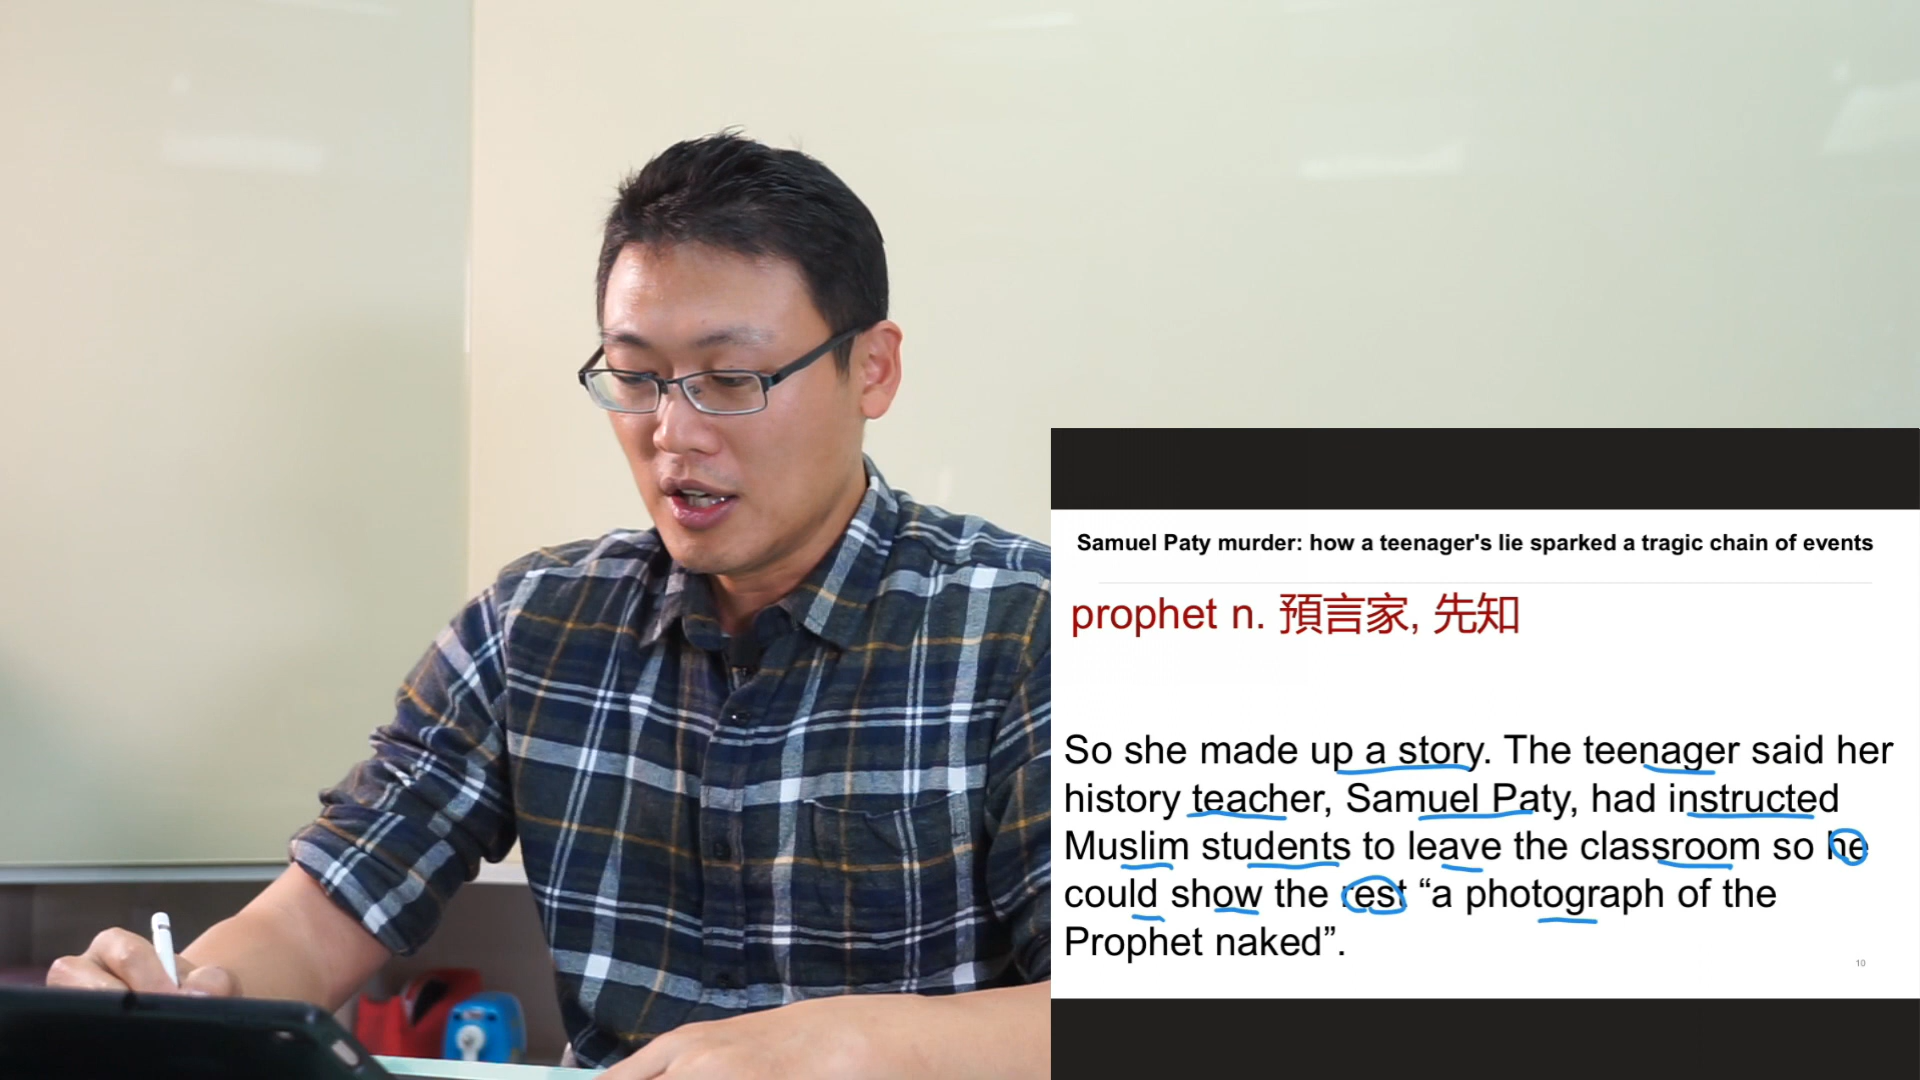 Samuel Paty murder: how a teenager's lie sparked a tragic chain of events
prophet n. 預言家, 先知
So she made up a story. The teenager said her
history teacher, Samuel Paty, had instructed
Muslim students to leave the classroom so he
could show the rest “a photograph of the
Prophet naked”.
10